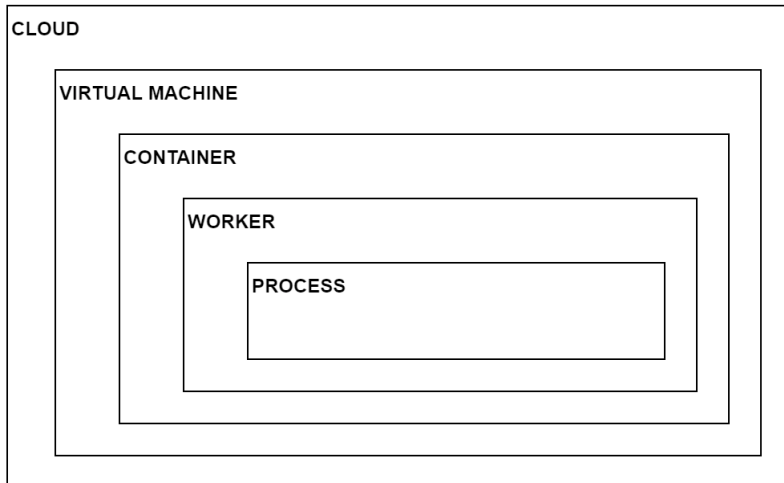 CLOUD
VIRTUAL MACHINE
CONTAINER
WORKER
PROCESS